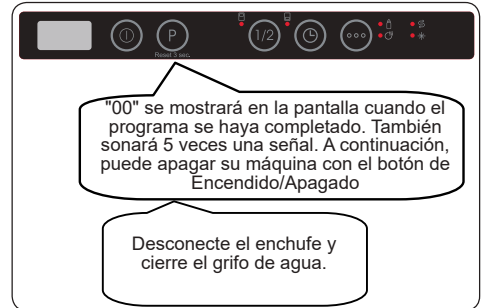 P
1/2
Reset 3 sec.
"00" se mostrará en la pantalla cuando el
programa se haya completado. También
sonará 5 veces una señal. A continuación,
puede apagar su máquina con el botón de
Encendido/Apagado
Desconecte el enchufe y
cierre el grifo de agua.